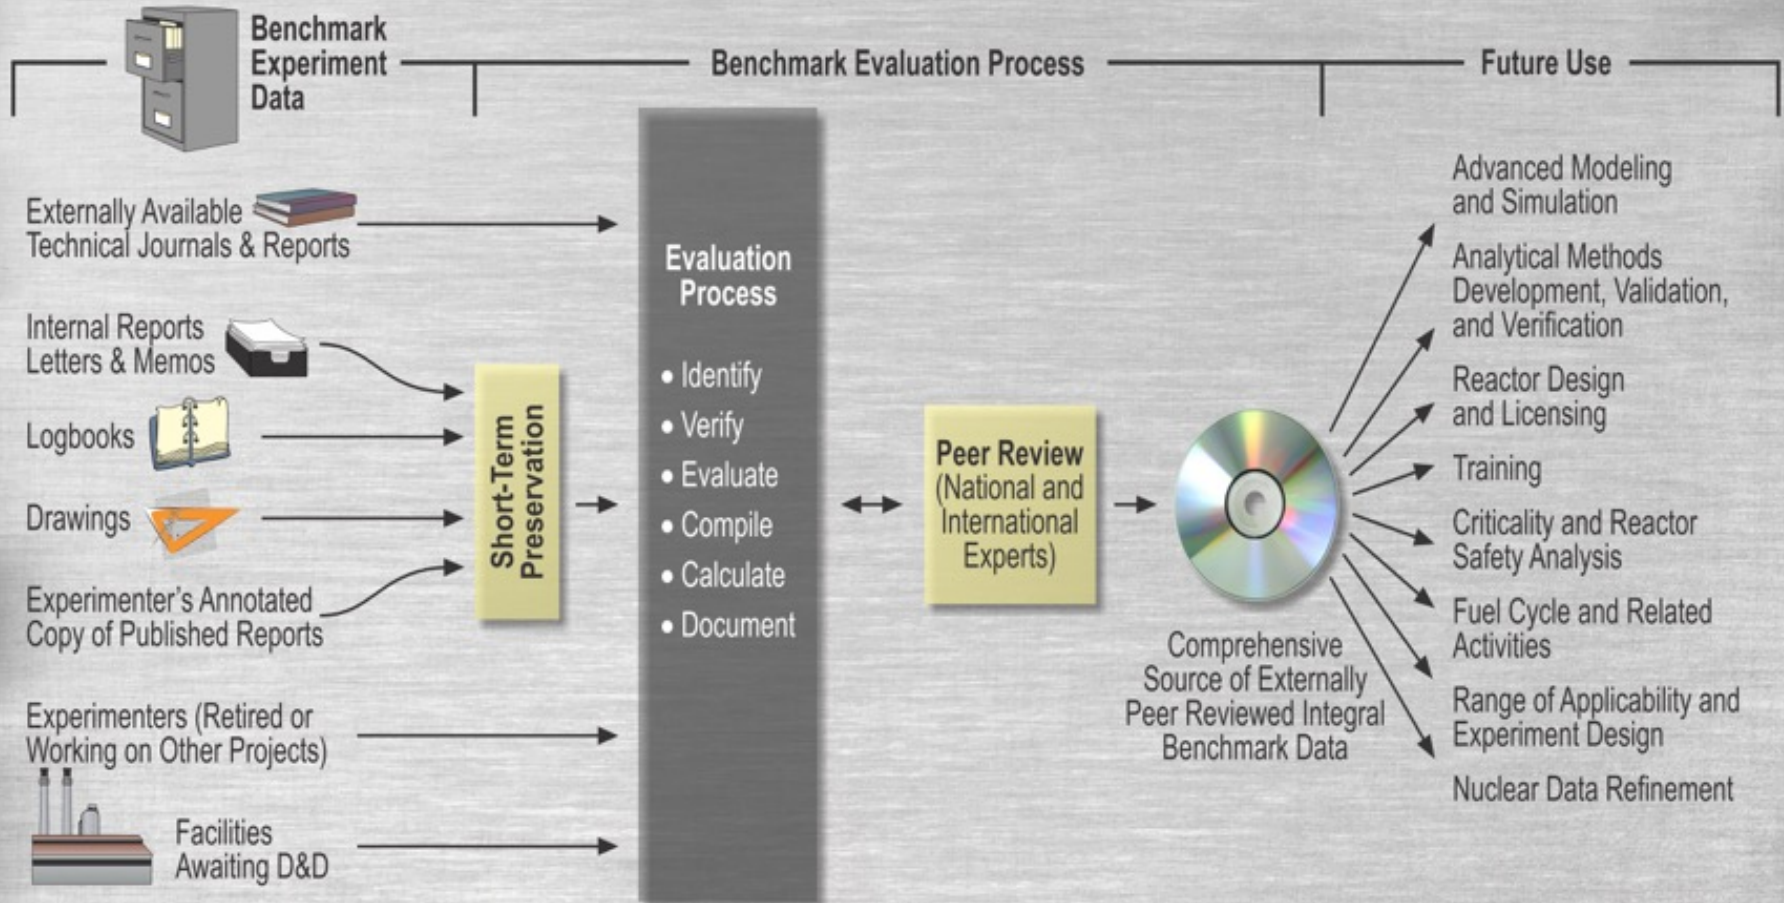 Benchmark
Experiment
Data
Benchmark Evaluation Process
Future Use
Externally Available
Technical Journals & Reports
Internal Reports
Letters & Memos
Logbooks
Drawings
Experimenter's Annotated
Copy of Published Reports
Experimenters (Retired or
Working on Other Projects)
Facilities
Awaiting D&D
Short-Term
Preservation
Evaluation
Process
• Identify
• Verify
• Evaluate
• Compile
• Calculate
• Document
Peer Review
(National and
International
Experts)
Comprehensive
Source of Externally
Peer Reviewed Integral
Benchmark Data
Advanced Modeling
and Simulation
Analytical Methods
Development, Validation,
and Verification
Reactor Design
and Licensing
Training
Criticality and Reactor
Safety Analysis
Fuel Cycle and Related
Activities
Range of Applicability and
Experiment Design
Nuclear Data Refinement